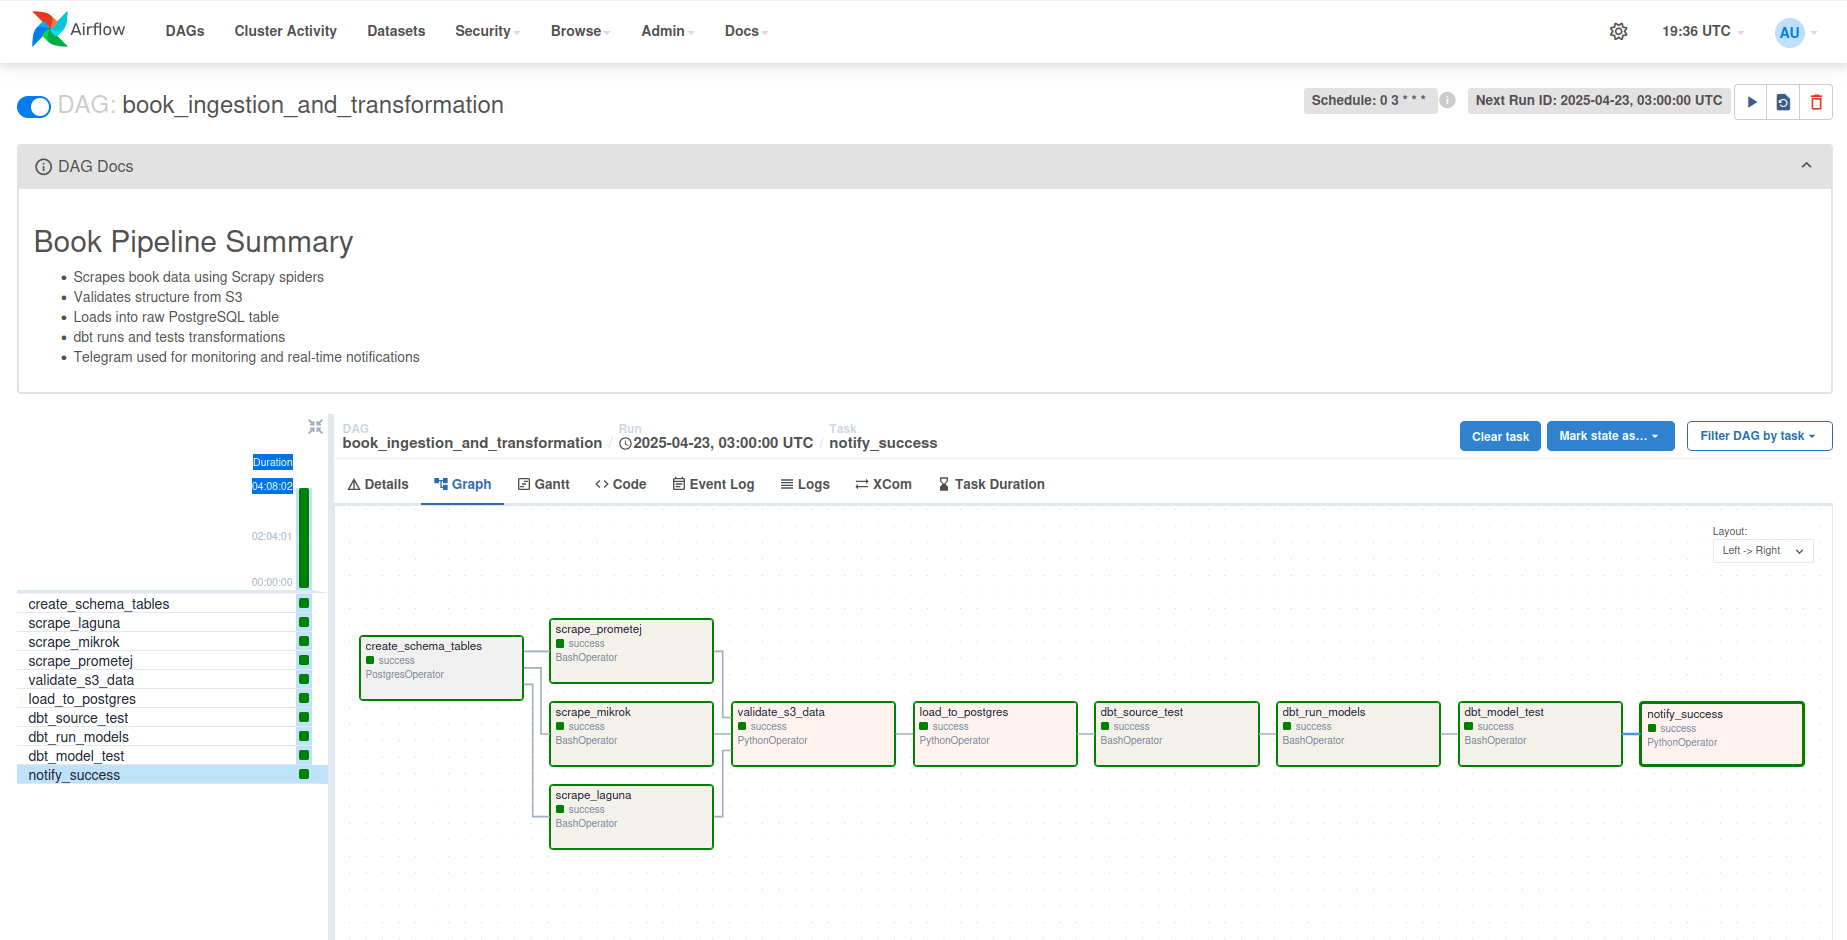 Airflow DAGs Cluster Activity Datasets Security Browse Admin Docs 19:36 UTC AU
DAG: book_ingestion_and_transformation Schedule: 0 3 * * * Next Run ID: 2025-04-23, 03:00:00 UTC
DAG Docs
Book Pipeline Summary
Scrapes book data using Scrapy spiders
Validates structure from S3
Loads into raw PostgreSQL table
dbt runs and tests transformations
Telegram used for monitoring and real-time notifications
Duration
04:08:02
02:04:01
00:00:00
create_schema_tables
scrape_laguna
scrape_mikrok
scrape_prometej
validate_s3_data
load_to_postgres
dbt_source_test
dbt_run_models
dbt_model_test
notify_success
DAG Run Task
book_ingestion_and_transformation / 2025-04-23, 03:00:00 UTC / notify_success
Clear task Mark state as... Filter DAG by task
Details Graph Gantt Code Event Log Logs XCom Task Duration
Layout:
Left -> Right
create_schema_tables
success
PostgresOperator
scrape_prometej
success
BashOperator
scrape_mikrok
success
BashOperator
scrape_laguna
success
BashOperator
validate_s3_data
success
PythonOperator
load_to_postgres
success
PythonOperator
dbt_source_test
success
BashOperator
dbt_run_models
success
BashOperator
dbt_model_test
success
BashOperator
notify_success
success
PythonOperator